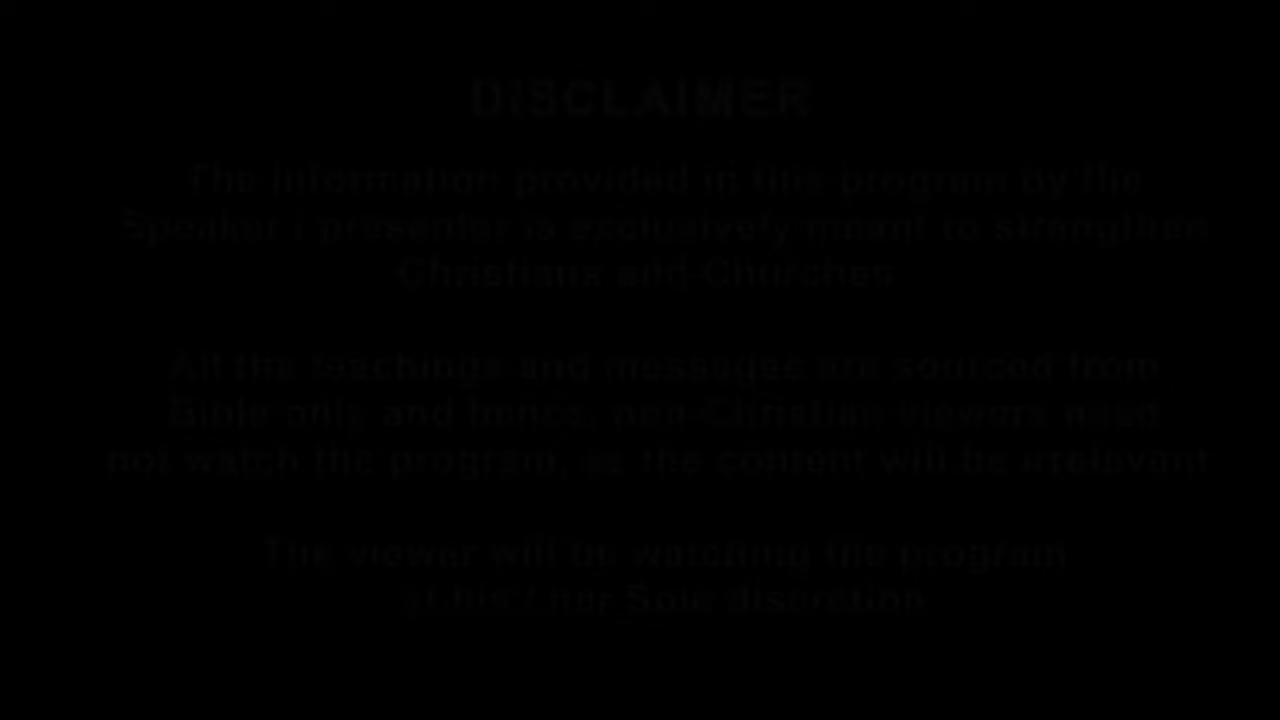 DISCLAIMER
The information provided in this program by the
Speaker / presenter is exclusively meant to strengthen
Christians and Churches
All the teachings and messages are sourced from
Bible only and hence, non-Christian viewers need
not watch the program, as the content will be irrelevant
The viewer will be watching the program
at his / her Sole discretion